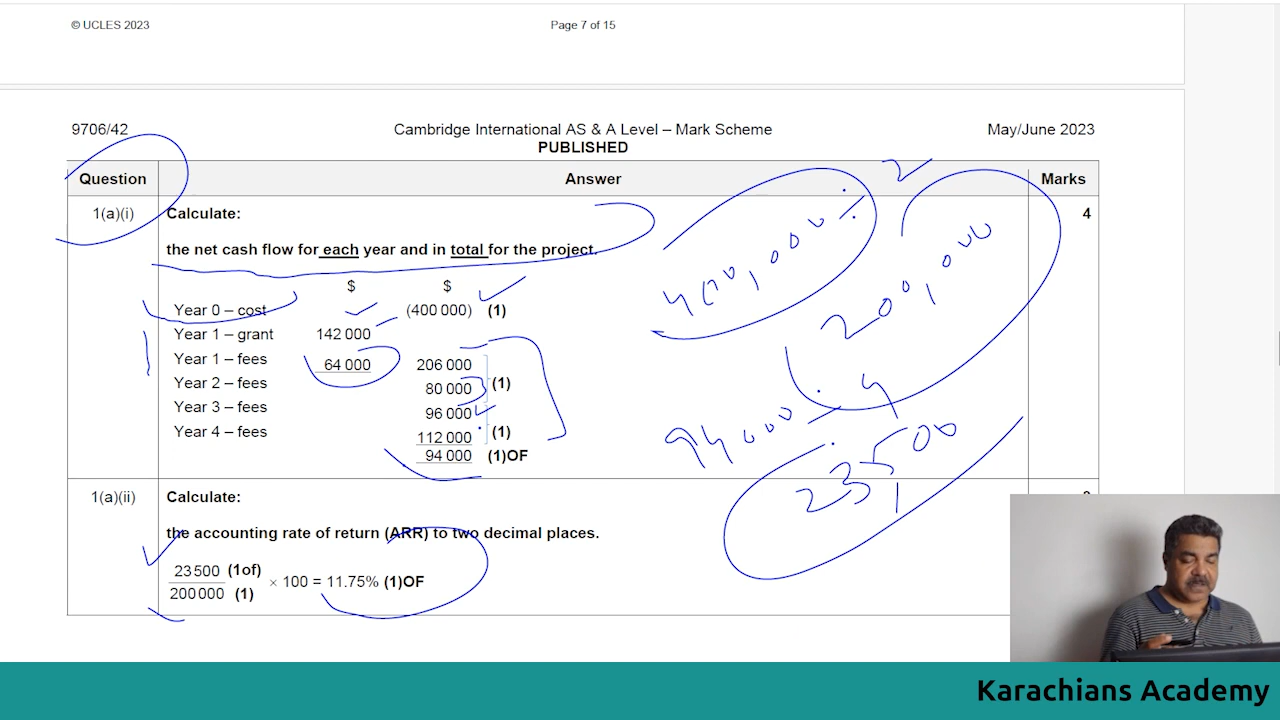 © UCLES 2023 Page 7 of 15
9706/42 Cambridge International AS & A Level – Mark Scheme May/June 2023
PUBLISHED
Question Answer Marks
1(a)(i) Calculate: 4
the net cash flow for each year and in total for the project.
$ $
Year 0 – cost (400 000) (1)
Year 1 – grant 142 000
Year 1 – fees 64 000 206 000
Year 2 – fees 80 000 (1)
Year 3 – fees 96 000
Year 4 – fees 112 000 (1)
94 000 (1)OF
400,000 ÷ 2
200,000
94000 ÷ 4
23,500
1(a)(ii) Calculate:
the accounting rate of return (ARR) to two decimal places.
23 500 (1of)
× 100 = 11.75% (1)OF
200 000 (1)
Karachians Academy